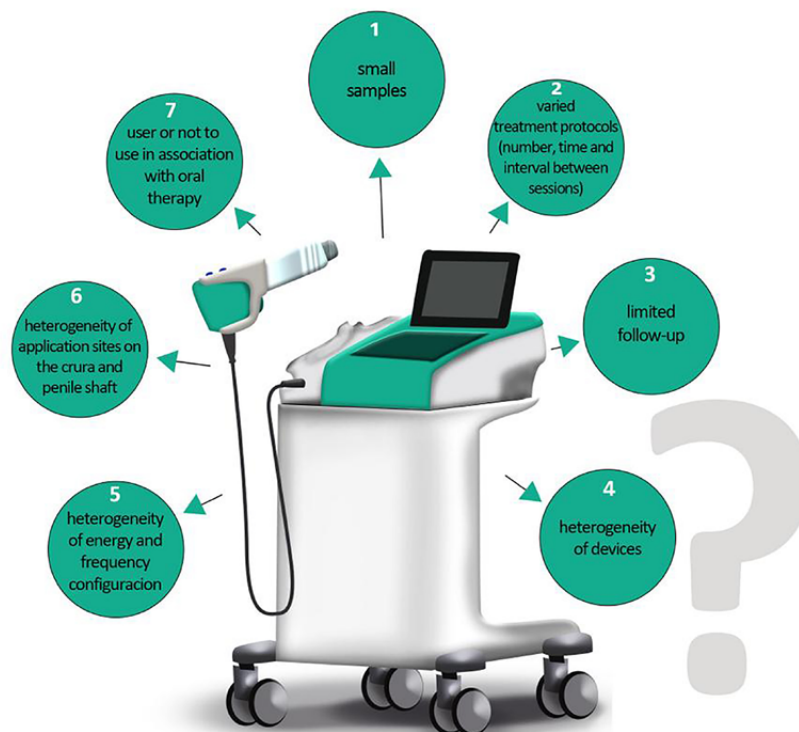 1
small
samples
2
varied
treatment protocols
(number, time and
interval between
sessions)
3
limited
follow-up
4
heterogeneity
of devices
5
heterogeneity
of energy and
frequency
configuracion
6
heterogeneity of
application sites on
the crura and
penile shaft
7
user or not to
use in association
with oral
therapy
?